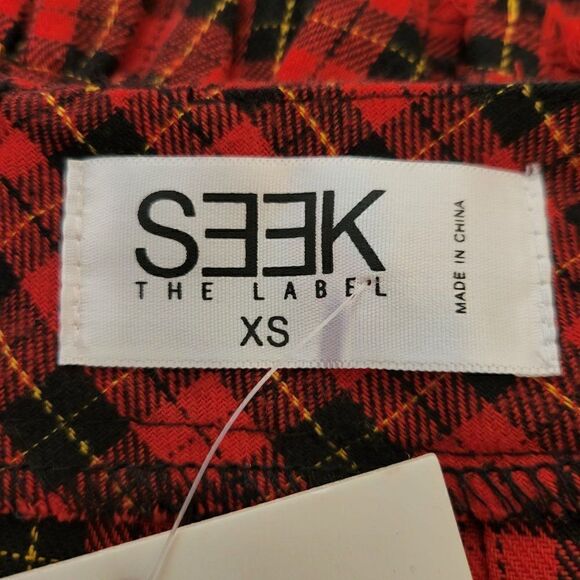 SEEK
THE LABEL
XS
MADE IN CHINA